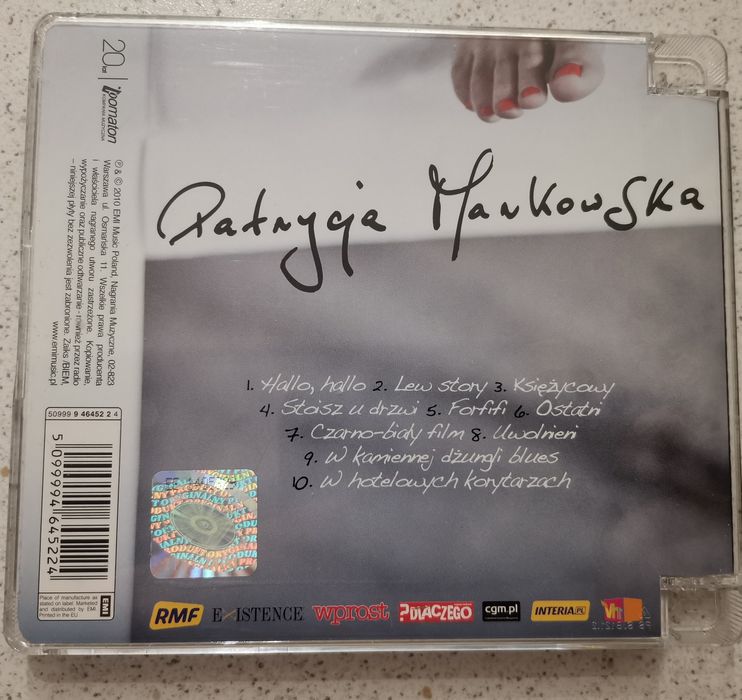 Patrycja Markowska
1. Hallo, hallo 2. Lew story 3. Księżycowy
4. Stoisz u drzwi 5. Forfifi 6. Ostatni
7. Czarno-biały film 8. Uwolnieni
9. W kamiennej dżungli blues
10. W hotelowych korytarzach
20 lat pomaton
℗ & © 2010 EMI Music Poland, Nagrania Muzyczne, 02-823
Warszawa ul. Osmańska 11. Wszelkie prawa producenta
i właściciela nagranego utworu zastrzeżone. Kopiowanie,
wypożyczanie oraz publiczne odtwarzanie - również przez radio
– niniejszej płyty bez zezwolenia jest zabronione. Zaiks /BIEM.
www.emimusic.pl
50999 9 46452 2 4
5 099994 645224
Place of manufacture as
stated on label. Marketed
and distributed by EMI.
Printed in the EU
EMI
RMF EXISTENCE wprost ?DLACZEGO cgm.pl INTERIA.PL VH1